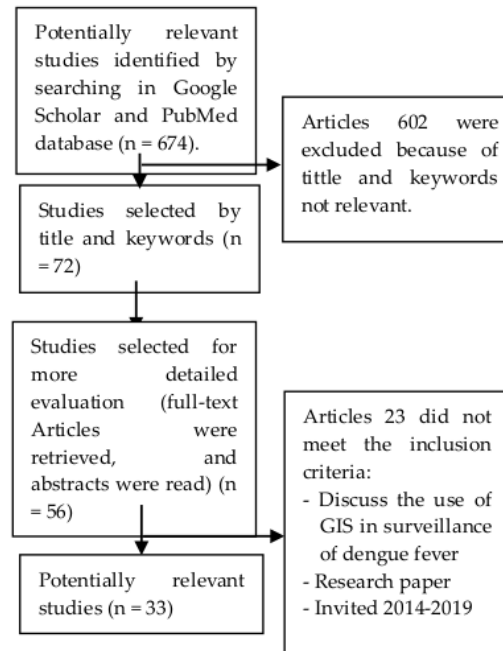 Potentially relevant
studies identified by
searching in Google
Scholar and PubMed
database (n = 674).
Articles 602 were
excluded because of
tittle and keywords
not relevant.
Studies selected by
title and keywords (n
= 72)
Studies selected for
more detailed
evaluation (full-text
Articles were
retrieved, and
abstracts were read) (n
= 56)
Articles 23 did not
meet the inclusion
criteria:
- Discuss the use of
GIS in surveillance
of dengue fever
- Research paper
- Invited 2014-2019
Potentially relevant
studies (n = 33)